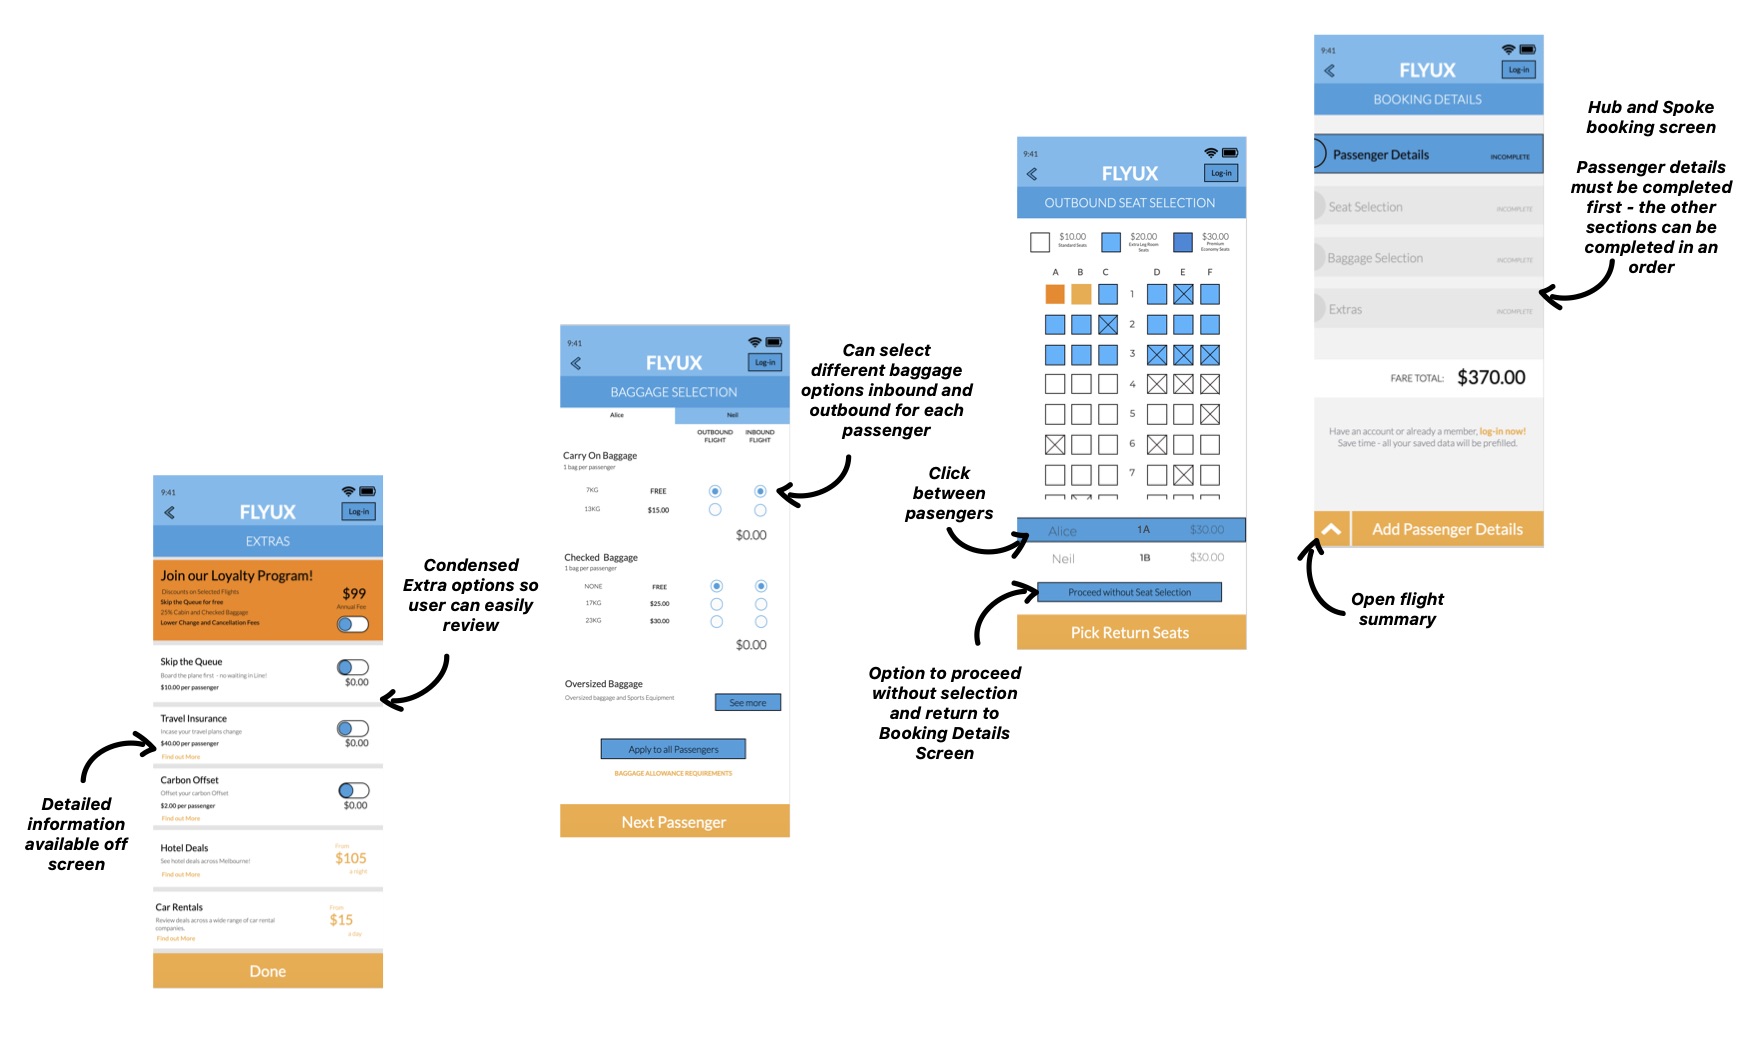 9:41
FLYUX
Log-in
EXTRAS
Join our Loyalty Program!
Discounts on Selected Flights
Skip the Queue for free
25% Cabin and Checked Baggage
Lower Change and Cancellation Fees
$99
Annual Fee
Skip the Queue
Board the plane first - no waiting in Line!
$10.00 per passenger
$0.00
Travel Insurance
Incase your travel plans change
$40.00 per passenger
Find out More
$0.00
Carbon Offset
Offset your carbon Offset
$2.00 per passenger
Find out More
$0.00
Hotel Deals
See hotel deals across Melbourne!
Find out More
From
$105
a night
Car Rentals
Review deals across a wide range of car rental
companies.
Find out More
From
$15
a day
Done
Detailed
information
available off
screen
Condensed
Extra options so
user can easily
review
9:41
FLYUX
Log-in
BAGGAGE SELECTION
Alice
Neil
OUTBOUND
FLIGHT
INBOUND
FLIGHT
Carry On Baggage
1 bag per passenger
7KG FREE
13KG $15.00
$0.00
Checked Baggage
1 bag per passenger
NONE FREE
17KG $25.00
23KG $30.00
$0.00
Oversized Baggage
Oversized baggage and Sports Equipment
See more
Apply to all Passengers
BAGGAGE ALLOWANCE REQUIREMENTS
Next Passenger
Can select
different baggage
options inbound and
outbound for each
passenger
9:41
FLYUX
Log-in
OUTBOUND SEAT SELECTION
$10.00
Standard Seats
$20.00
Extra Leg Room
Seats
$30.00
Premium
Economy Seats
A B C D E F
1
2
3
4
5
6
7
Alice 1A $30.00
Neil 1B $30.00
Proceed without Seat Selection
Pick Return Seats
Click
between
pasengers
Option to proceed
without selection
and return to
Booking Details
Screen
9:41
FLYUX
Log-in
BOOKING DETAILS
Passenger Details INCOMPLETE
Seat Selection INCOMPLETE
Baggage Selection INCOMPLETE
Extras INCOMPLETE
FARE TOTAL: $370.00
Have an account or already a member, log-in now!
Save time - all your saved data will be prefilled.
Add Passenger Details
Hub and Spoke
booking screen
Passenger details
must be completed
first - the other
sections can be
completed in an
order
Open flight
summary